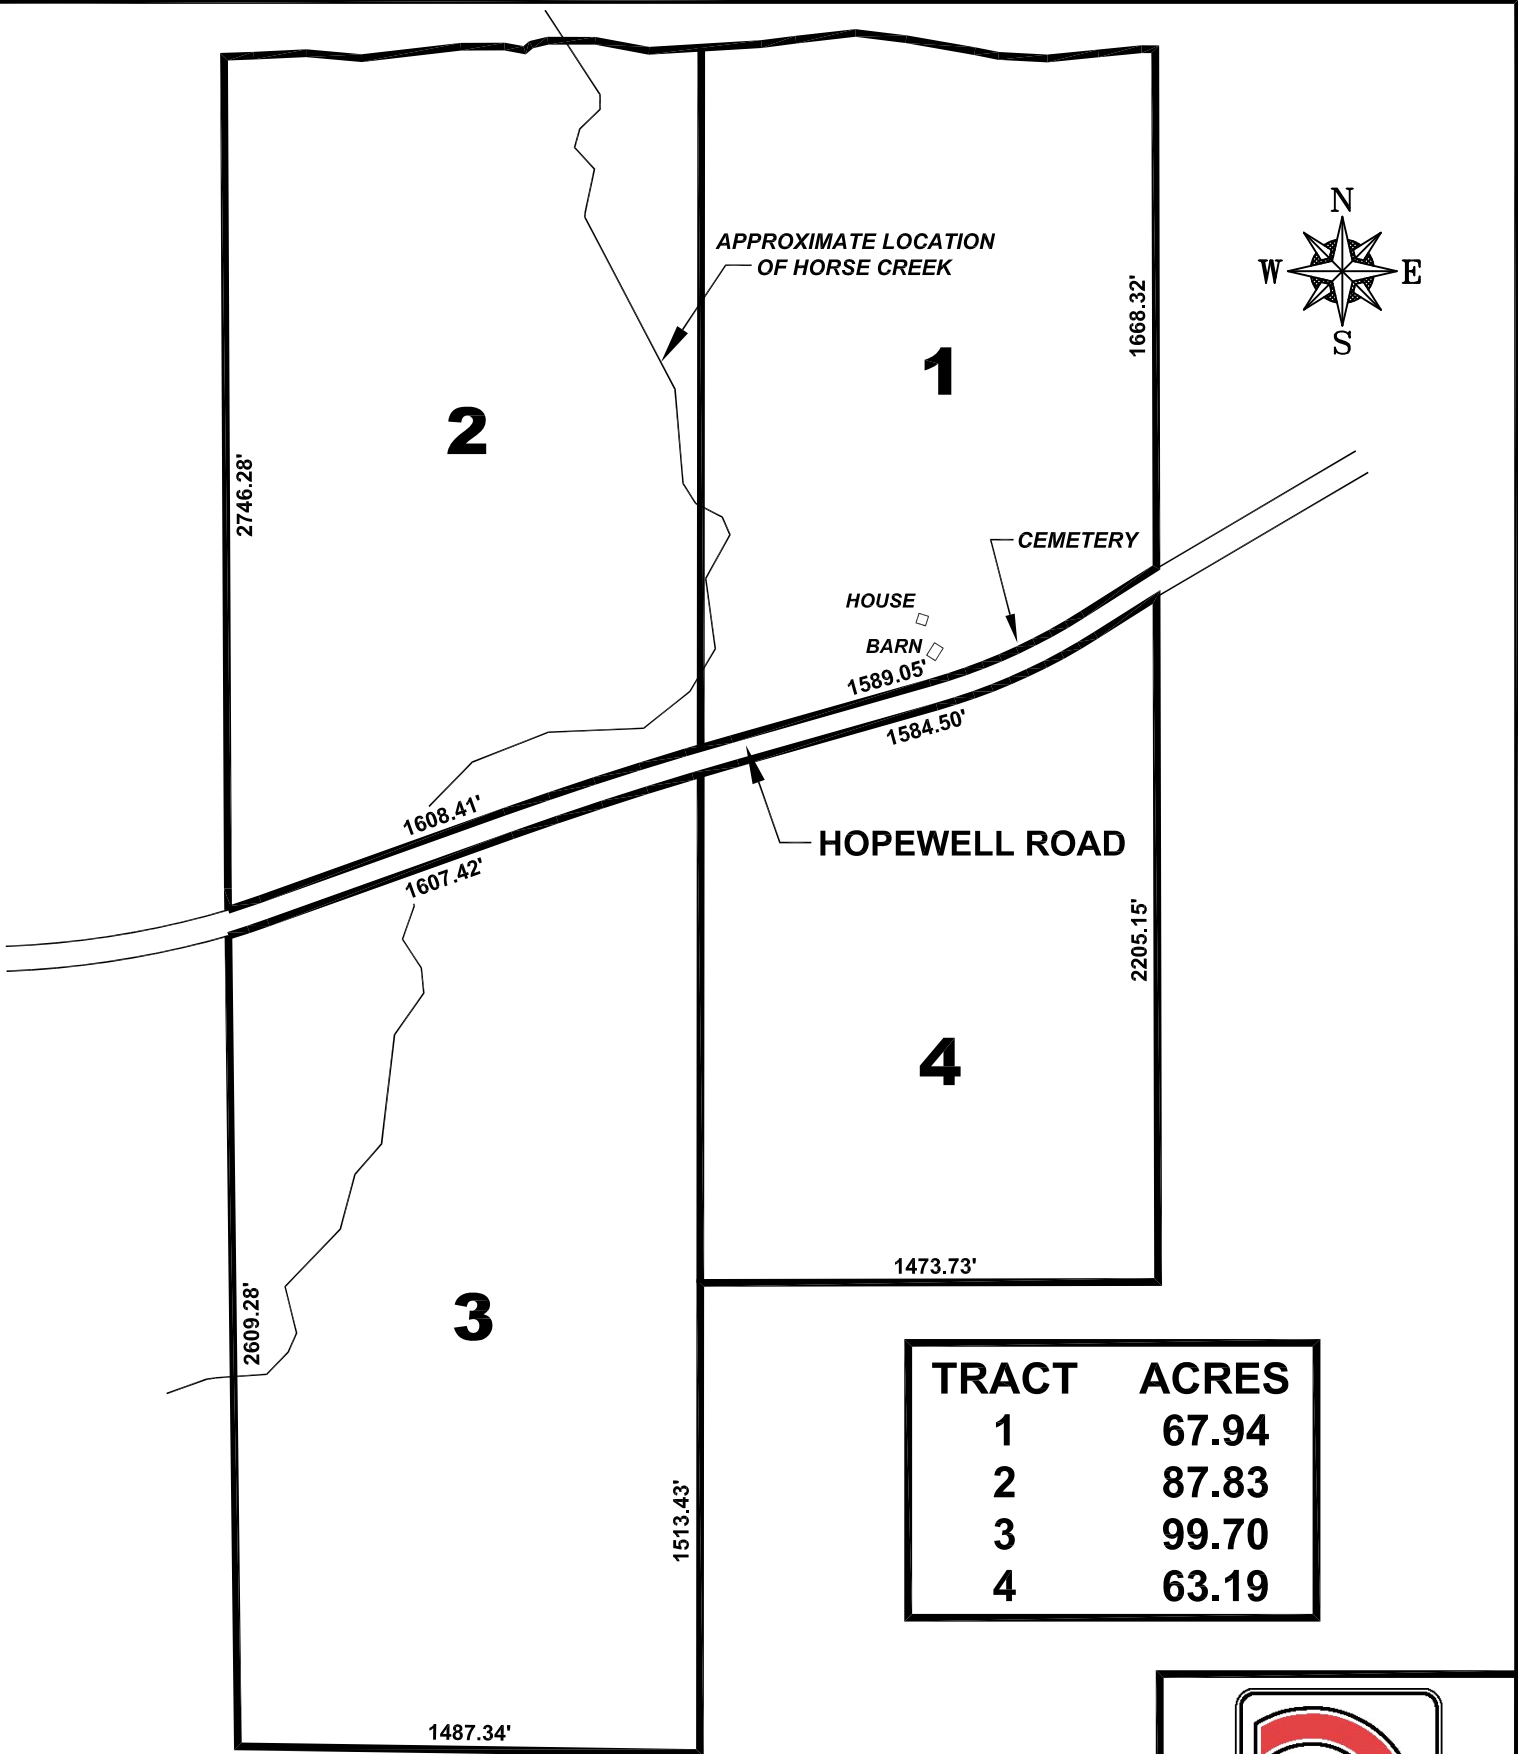 N
W E
S
APPROXIMATE LOCATION
OF HORSE CREEK
1668.32'
1
2
2746.28'
CEMETERY
HOUSE
BARN
1589.05'
1584.50'
1608.41'
1607.42'
HOPEWELL ROAD
2205.15'
4
1473.73'
3
2609.28'
1513.43'
1487.34'
TRACT ACRES
1 67.94
2 87.83
3 99.70
4 63.19